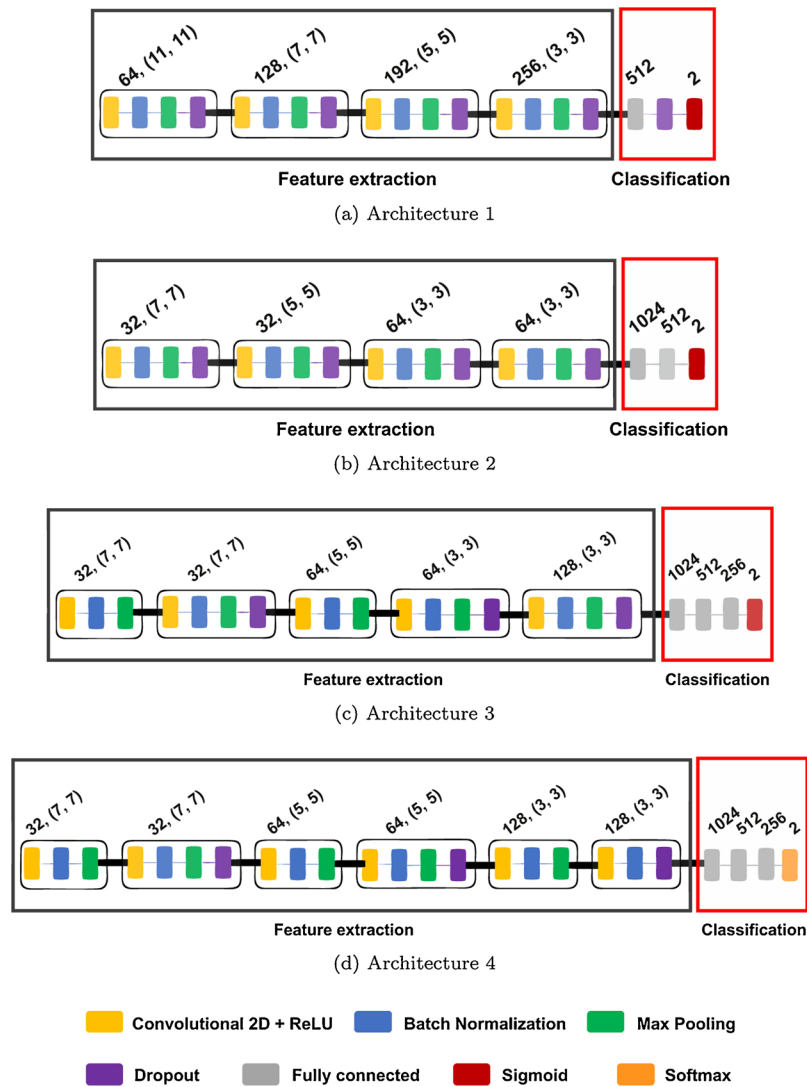 64, (11, 11) 128, (7, 7) 192, (5, 5) 256, (3, 3) 512 2
Feature extraction Classification
(a) Architecture 1
32, (7, 7) 32, (5, 5) 64, (3, 3) 64, (3, 3) 1024 512 2
Feature extraction Classification
(b) Architecture 2
32, (7, 7) 32, (7, 7) 64, (5, 5) 64, (3, 3) 128, (3, 3) 1024 512 256 2
Feature extraction Classification
(c) Architecture 3
32, (7, 7) 32, (7, 7) 64, (5, 5) 64, (5, 5) 128, (3, 3) 128, (3, 3) 1024 512 256 2
Feature extraction Classification
(d) Architecture 4
Convolutional 2D + ReLU Batch Normalization Max Pooling
Dropout Fully connected Sigmoid Softmax